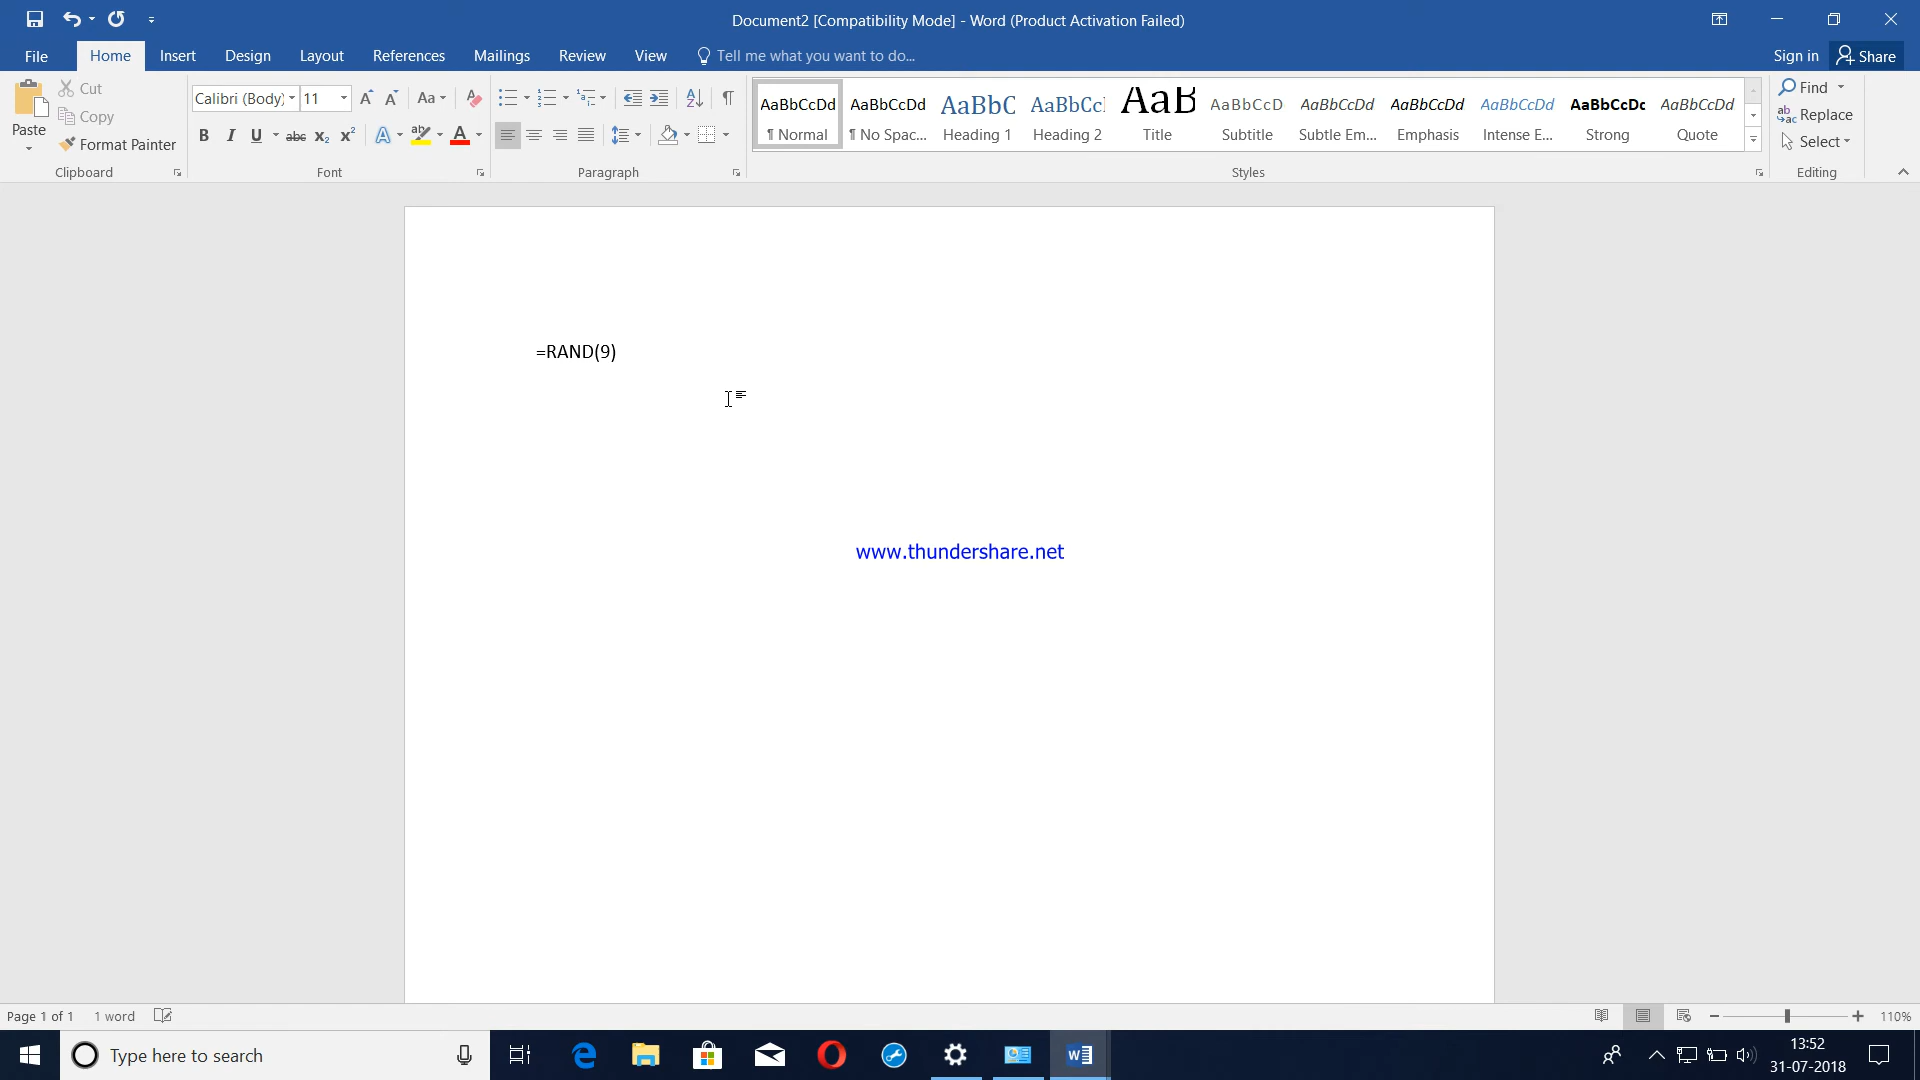 Document2 [Compatibility Mode] - Word (Product Activation Failed)
File Home Insert Design Layout References Mailings Review View Tell me what you want to do... Sign in Share
Paste
Cut
Copy
Format Painter
Clipboard
Calibri (Body) 11
Font
Paragraph
AaBbCcDd AaBbCcDd AaBbC AaBbCc AaB AaBbCcD AaBbCcDd AaBbCcDd AaBbCcDd AaBbCcDc AaBbCcDd
¶ Normal ¶ No Spac... Heading 1 Heading 2 Title Subtitle Subtle Em... Emphasis Intense E... Strong Quote
Styles
Find
Replace
Select
Editing
=RAND(9)
www.thundershare.net
Page 1 of 1 1 word 110%
Type here to search
13:52
31-07-2018